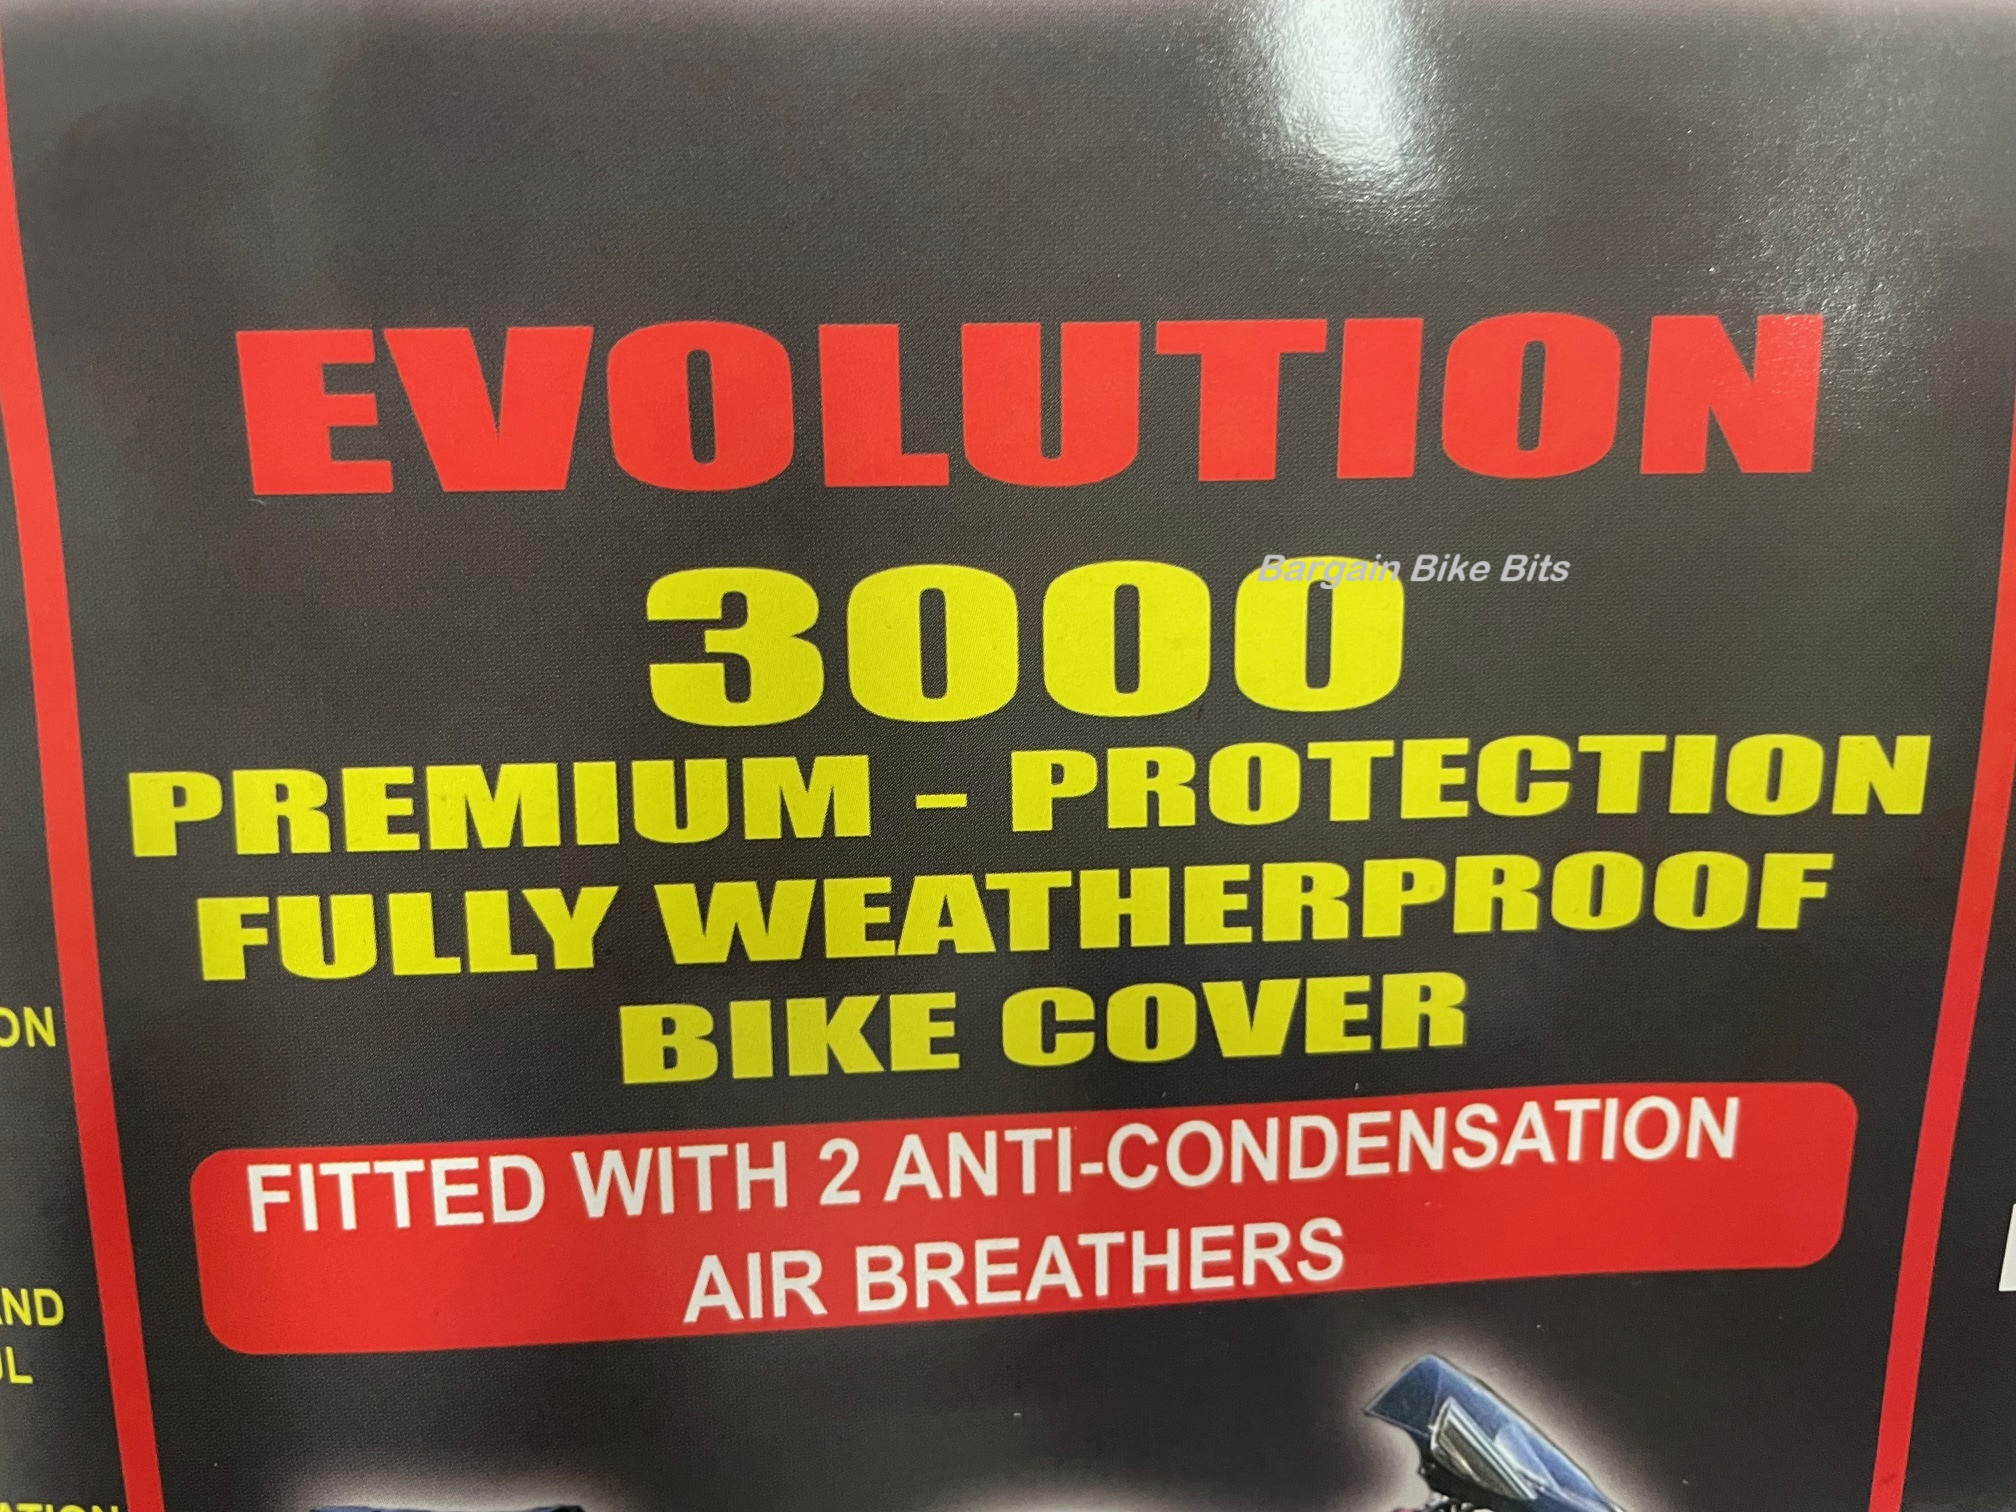 EVOLUTION
3000
Bargain Bike Bits
PREMIUM - PROTECTION
FULLY WEATHERPROOF
BIKE COVER
FITTED WITH 2 ANTI-CONDENSATION
AIR BREATHERS